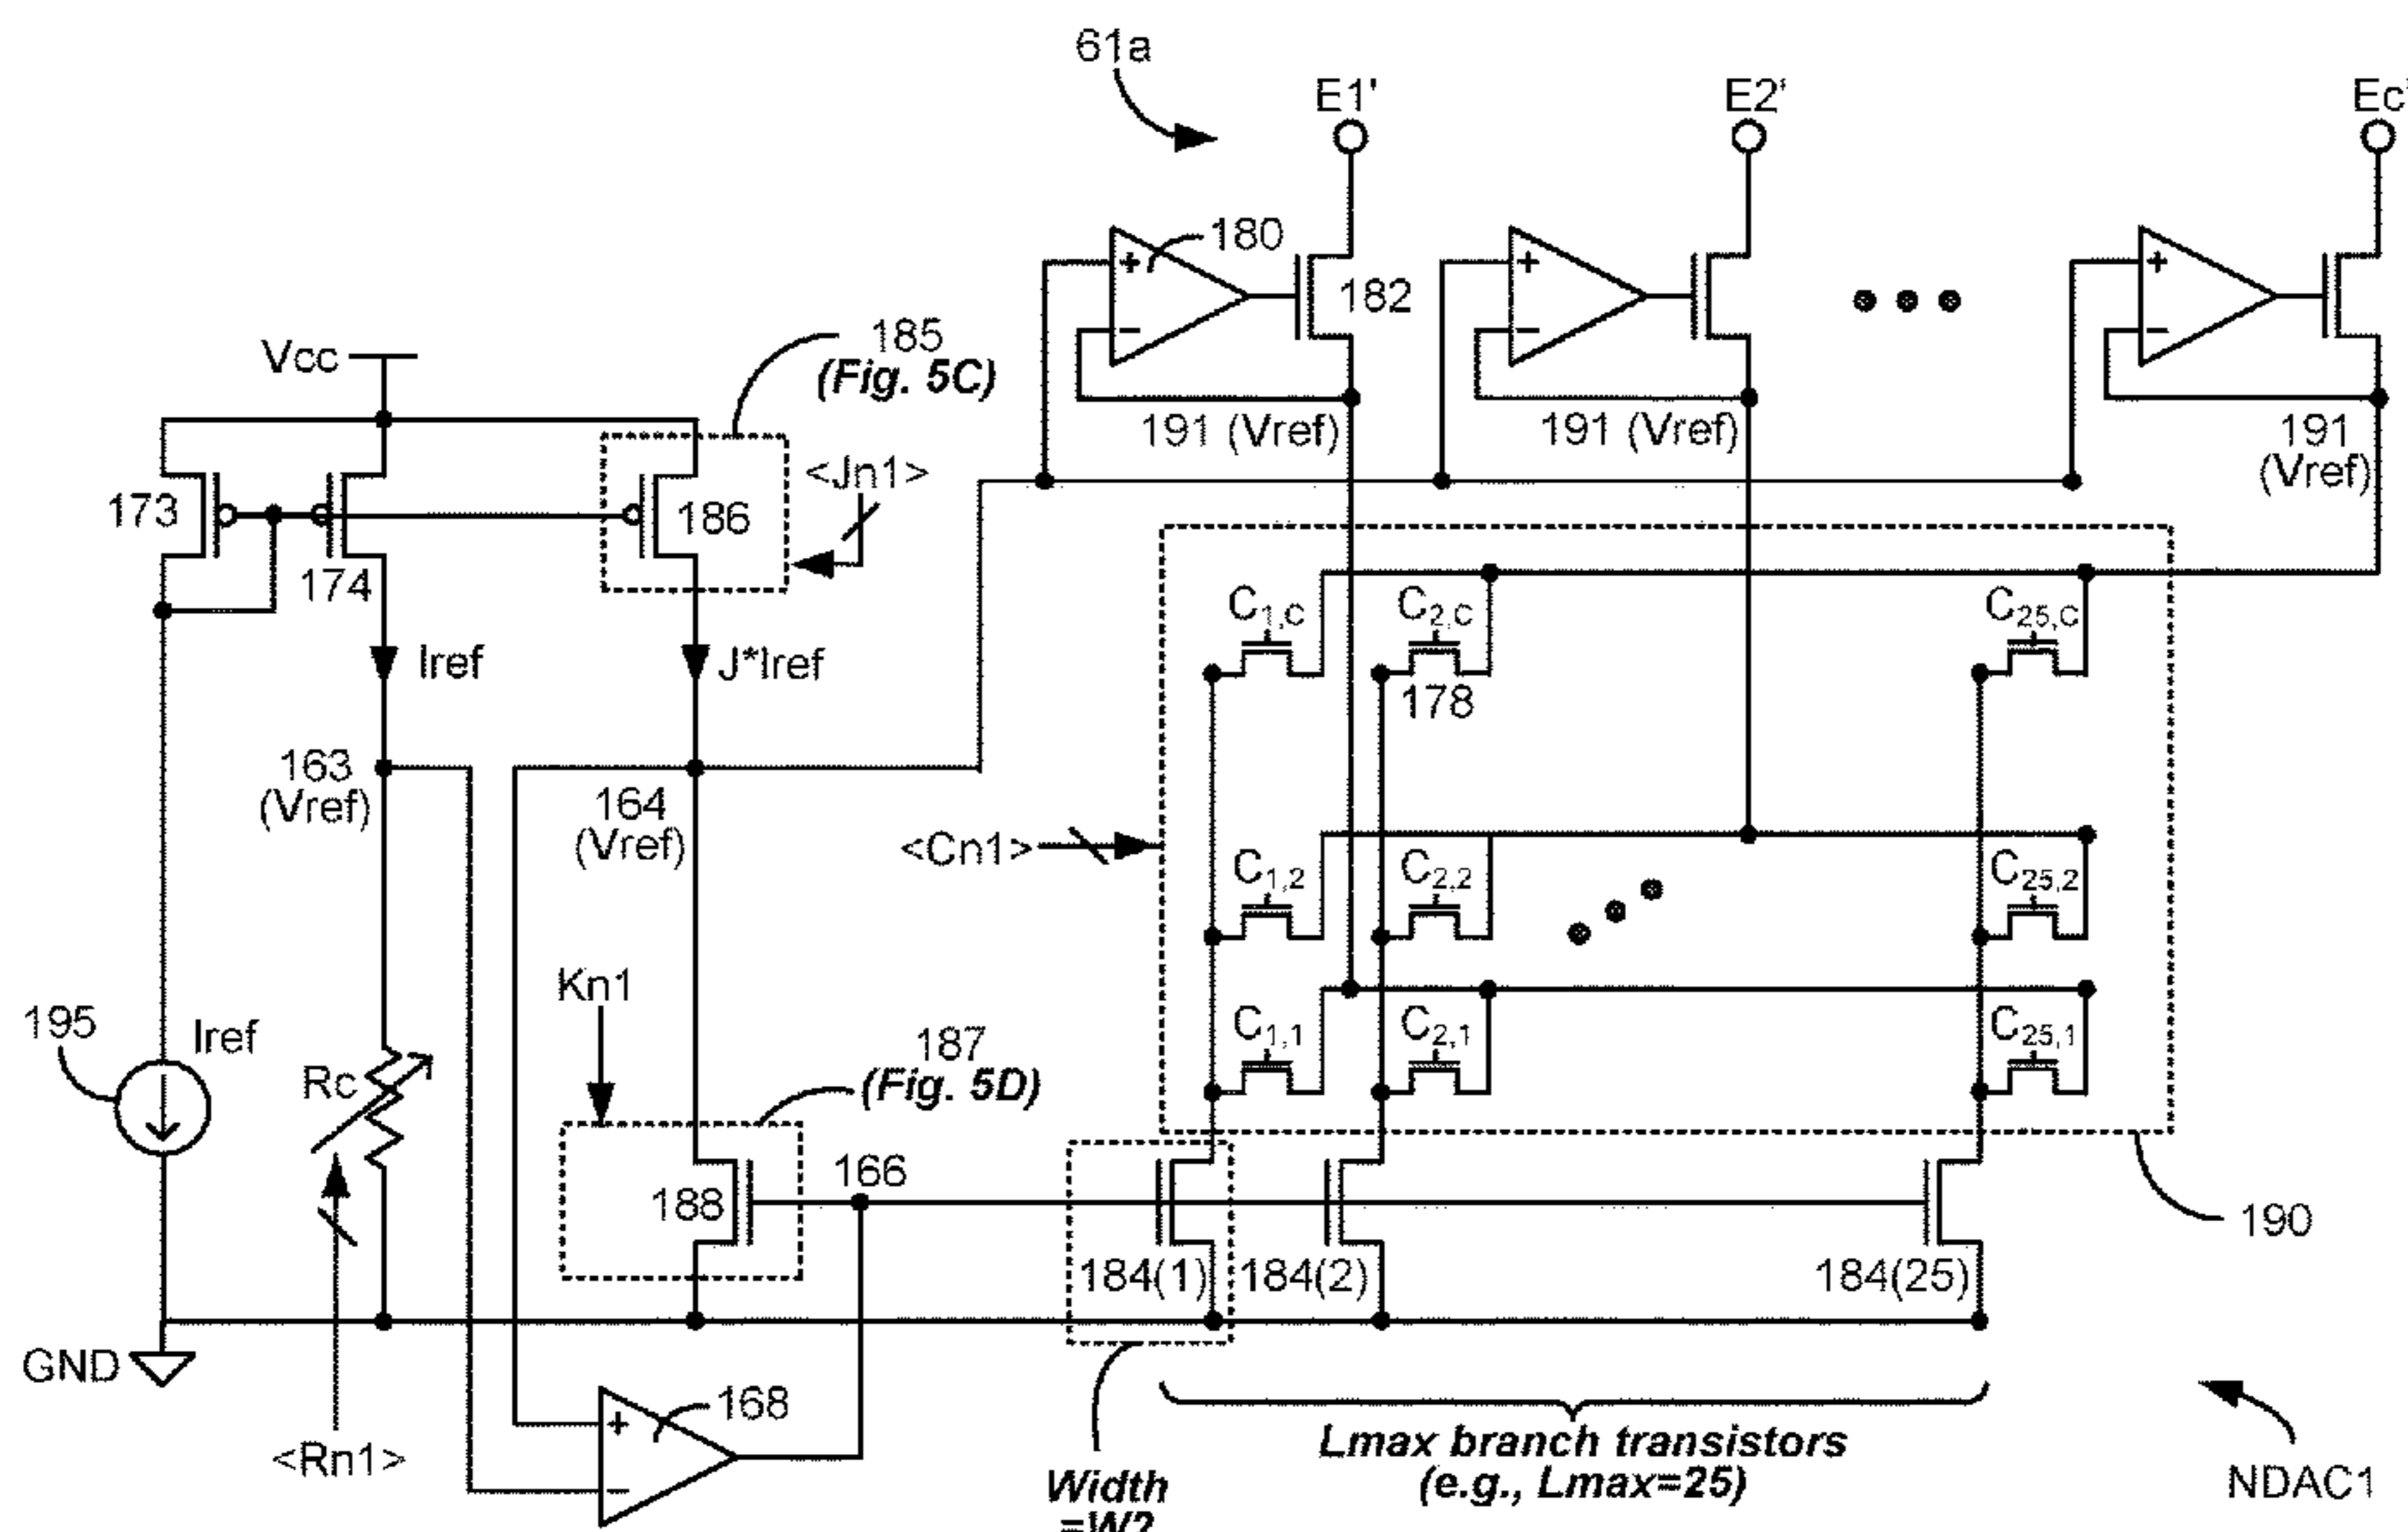 61a
E1'
E2'
Ec'
180
182
185
(Fig. 5C)
Vcc
191 (Vref)
191 (Vref)
191
(Vref)
<Jn1>
173
174
186
+
−
+
−
+
−
Iref
J*Iref
C1,C
C2,C
C25,C
178
163
(Vref)
164
(Vref)
<Cn1>
C1,2
C2,2
C25,2
Kn1
195
Iref
Rc
187
(Fig. 5D)
C1,1
C2,1
C25,1
188
166
190
184(1)
184(2)
184(25)
GND
168
+
−
<Rn1>
Lmax branch transistors
(e.g., Lmax=25)
Width
NDAC1